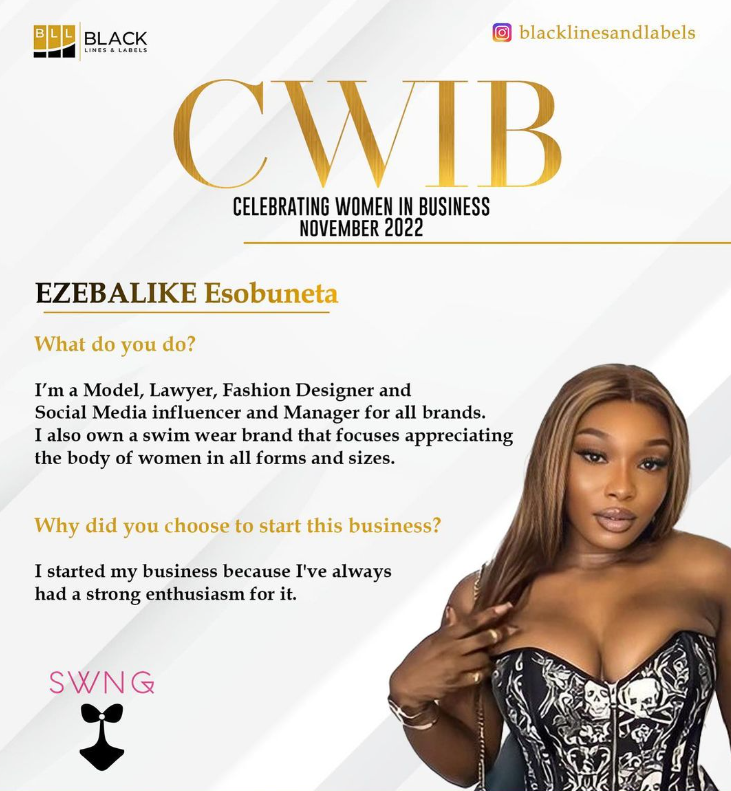 BLL
BLACK
LINES & LABELS
blacklinesandlabels
CWIB
CELEBRATING WOMEN IN BUSINESS
NOVEMBER 2022
EZEBALIKE Esobuneta
What do you do?
I'm a Model, Lawyer, Fashion Designer and
Social Media influencer and Manager for all brands.
I also own a swim wear brand that focuses appreciating
the body of women in all forms and sizes.
Why did you choose to start this business?
I started my business because I've always
had a strong enthusiasm for it.
SWNG